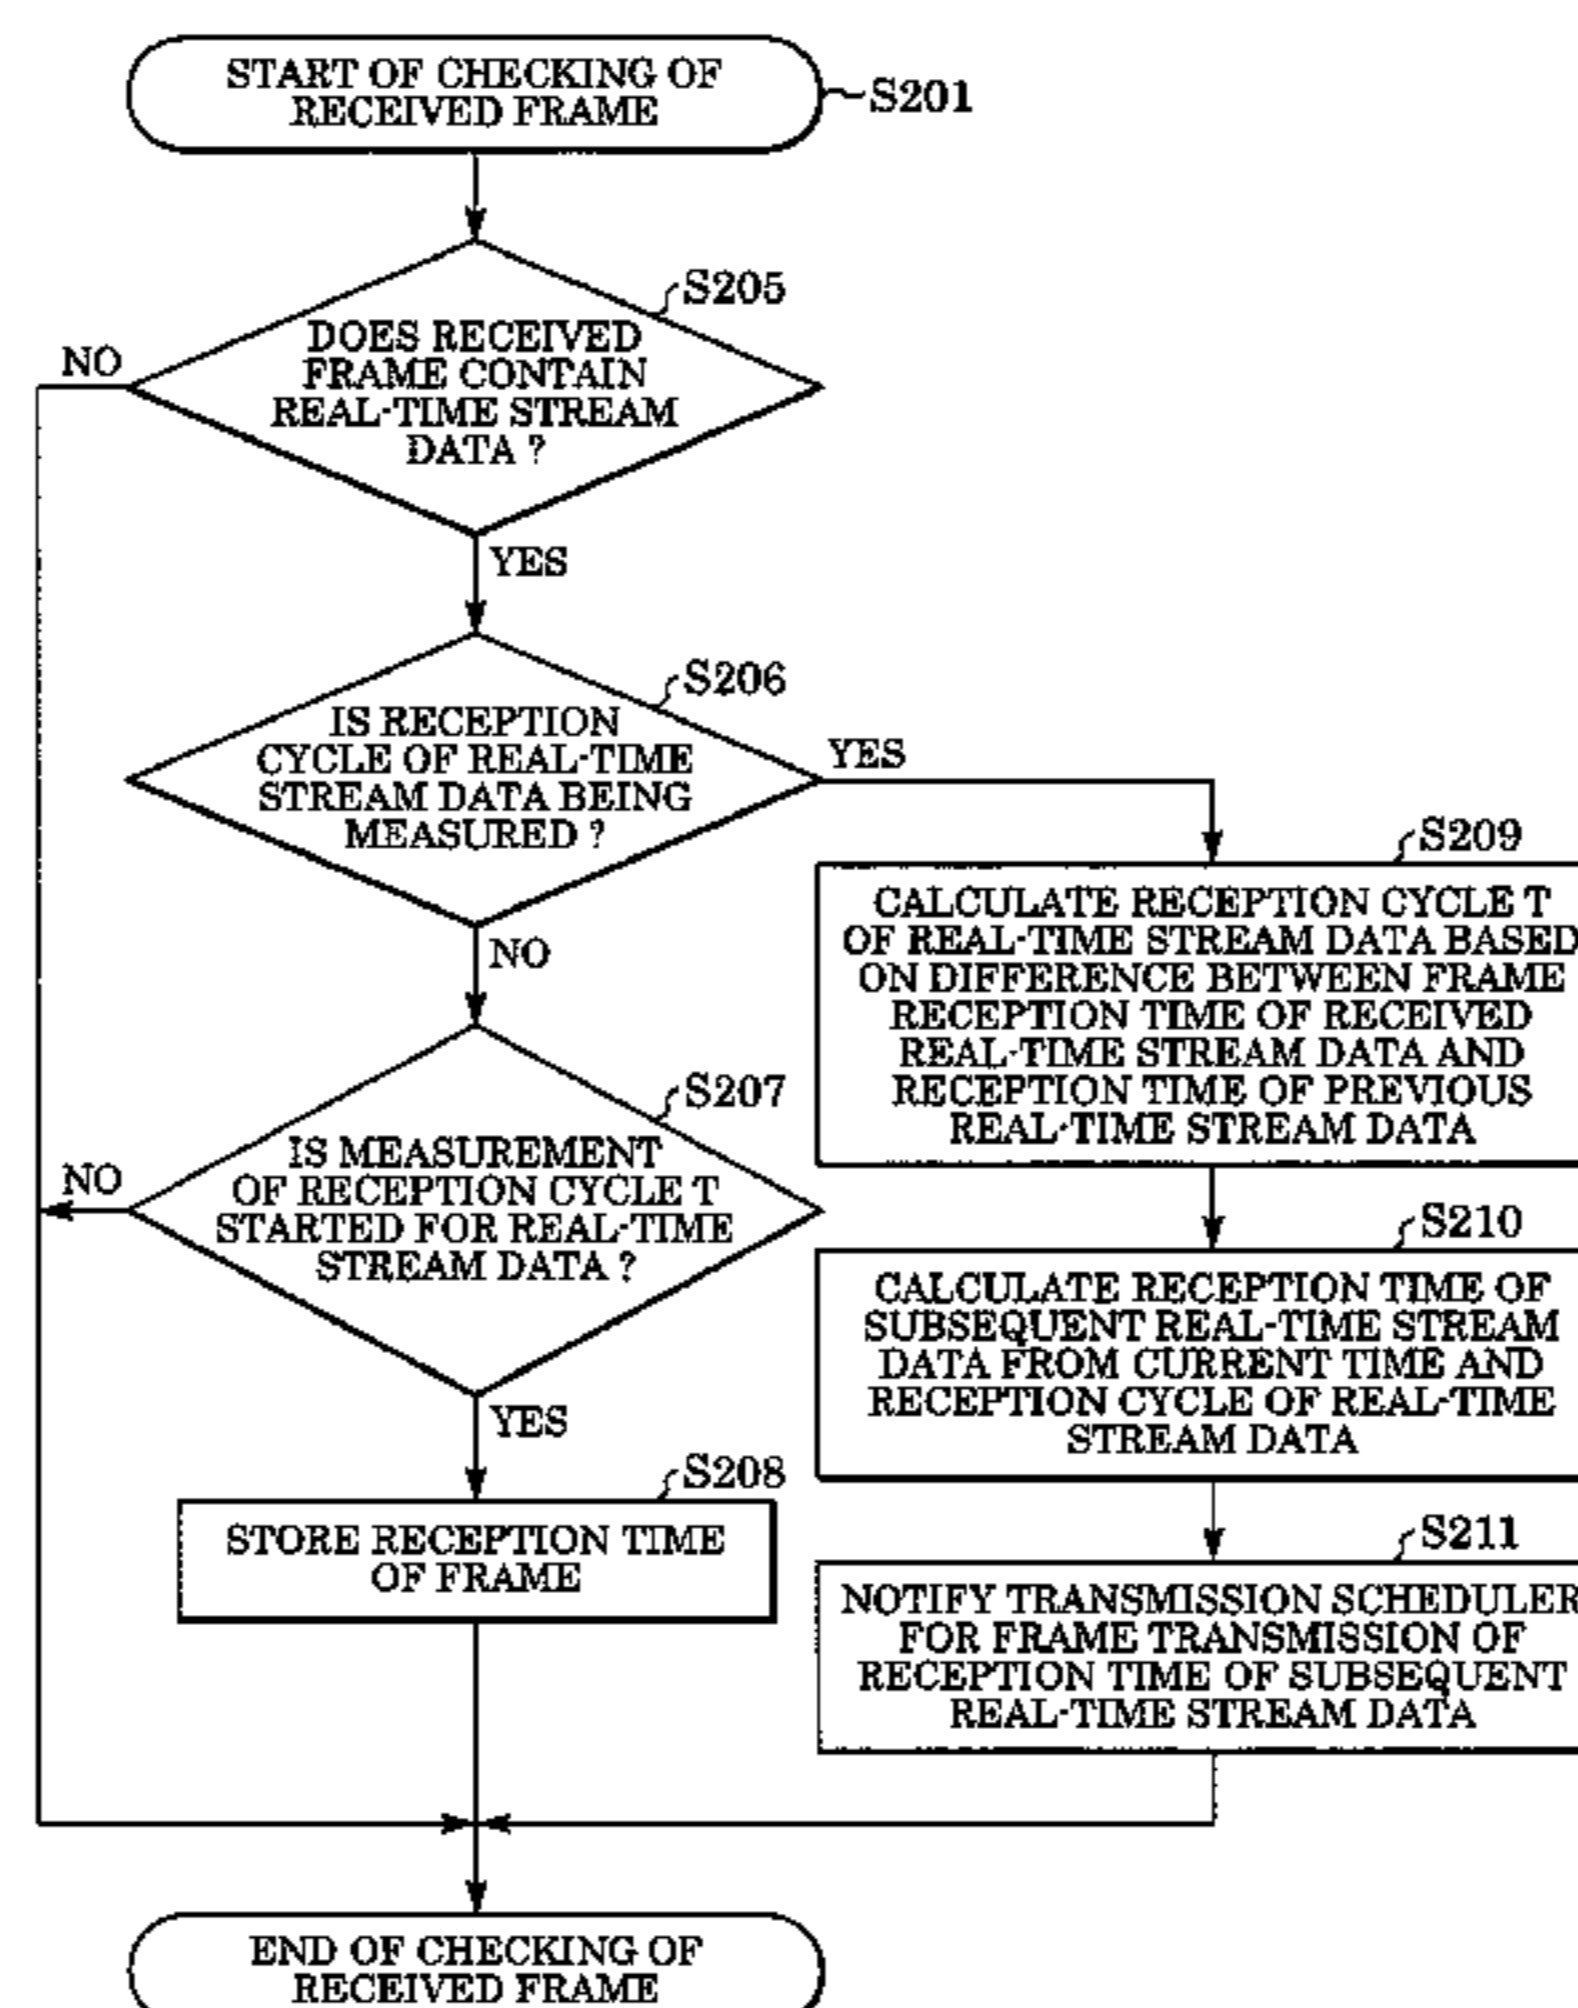 START OF CHECKING OF
RECEIVED FRAME
S201
S205
DOES RECEIVED
FRAME CONTAIN
REAL-TIME STREAM
DATA ?
NO
YES
S206
IS RECEPTION
CYCLE OF REAL-TIME
STREAM DATA BEING
MEASURED ?
YES
NO
S209
CALCULATE RECEPTION CYCLE T
OF REAL-TIME STREAM DATA BASED
ON DIFFERENCE BETWEEN FRAME
RECEPTION TIME OF RECEIVED
REAL-TIME STREAM DATA AND
RECEPTION TIME OF PREVIOUS
REAL-TIME STREAM DATA
S207
IS MEASUREMENT
OF RECEPTION CYCLE T
STARTED FOR REAL-TIME
STREAM DATA ?
NO
YES
S210
CALCULATE RECEPTION TIME OF
SUBSEQUENT REAL-TIME STREAM
DATA FROM CURRENT TIME AND
RECEPTION CYCLE OF REAL-TIME
STREAM DATA
S208
STORE RECEPTION TIME
OF FRAME
S211
NOTIFY TRANSMISSION SCHEDULER
FOR FRAME TRANSMISSION OF
RECEPTION TIME OF SUBSEQUENT
REAL-TIME STREAM DATA
END OF CHECKING OF
RECEIVED FRAME